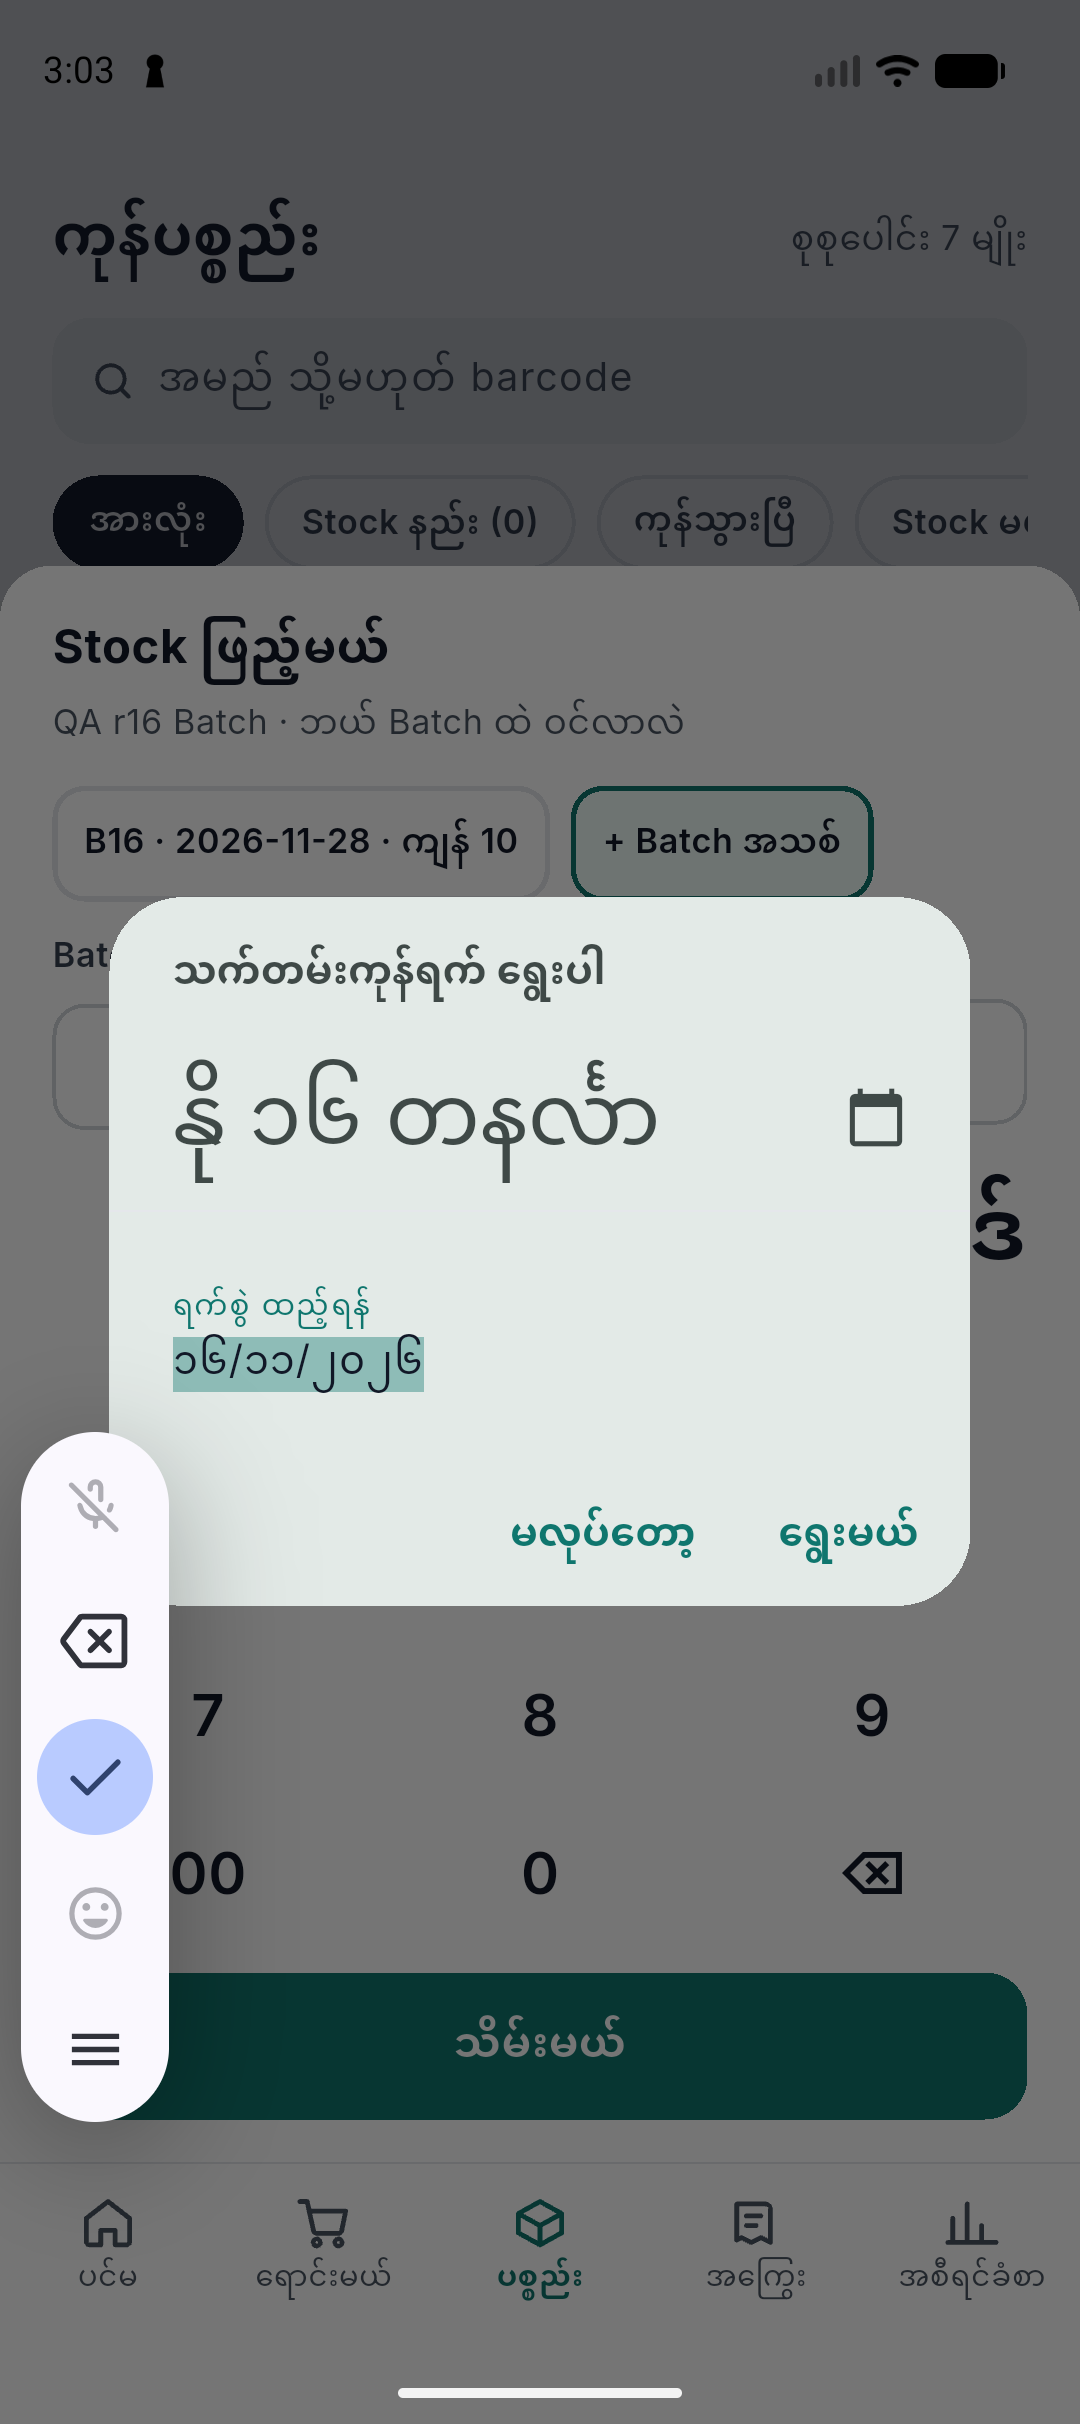 3:03
ကုန်ပစ္စည်း
စုစုပေါင်း 7 မျိုး
အမည် သို့မဟုတ် barcode
အားလုံး
Stock နည်း (0)
ကုန်သွားပြီ
Stock မ
Stock ဖြည့်မယ်
QA r16 Batch · ဘယ် Batch ထဲ ဝင်လာလဲ
B16 · 2026-11-28 · ကျန် 10
+ Batch အသစ်
Bat
သက်တမ်းကုန်ရက် ရွေးပါ
နို ၁၆ တနင်္လာ
ရက်စွဲ ထည့်ရန်
၁၆/၁၁/၂၀၂၆
မလုပ်တော့
ရွေးမယ်
7
8
9
00
0
သိမ်းမယ်
ပင်မ
ရောင်းမယ်
ပစ္စည်း
အကြွေး
အစီရင်ခံစာ